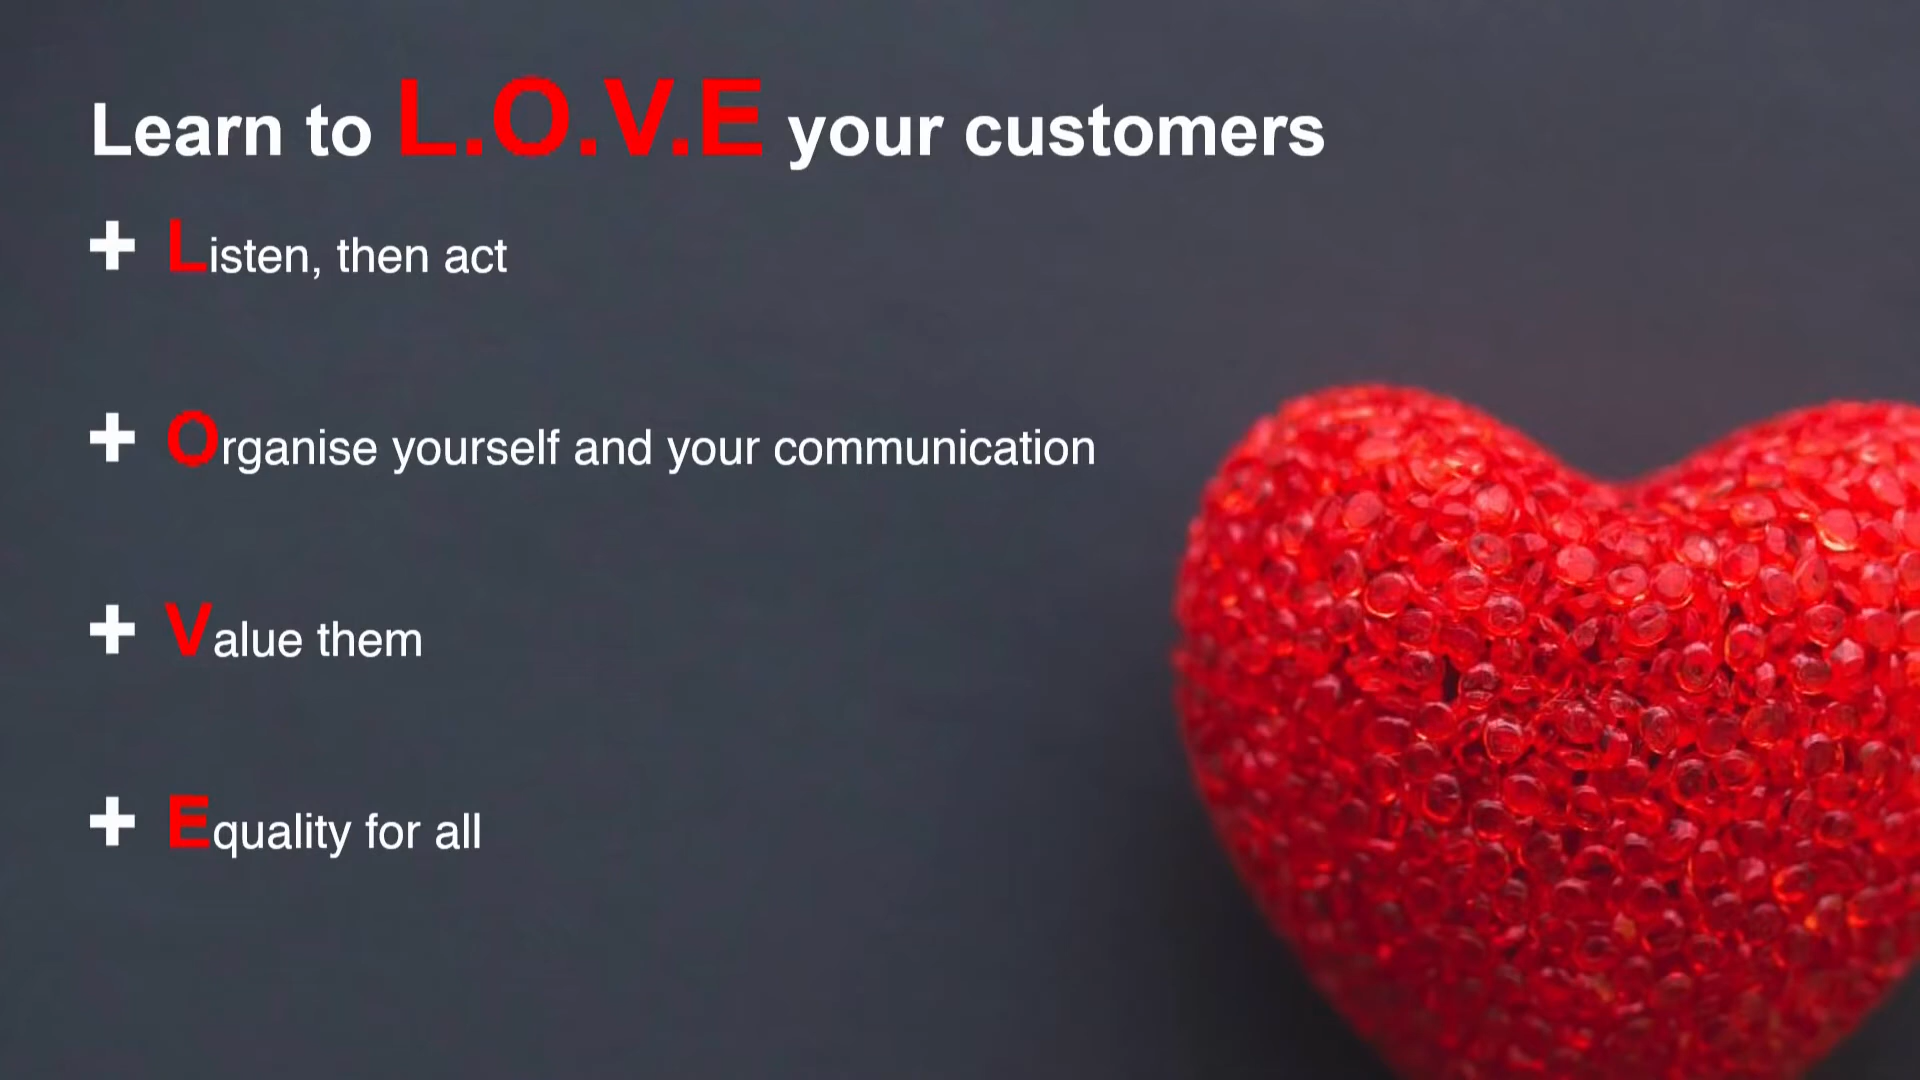 Learn to L.O.V.E your customers
+ Listen, then act
+ Organise yourself and your communication
+ Value them
+ Equality for all